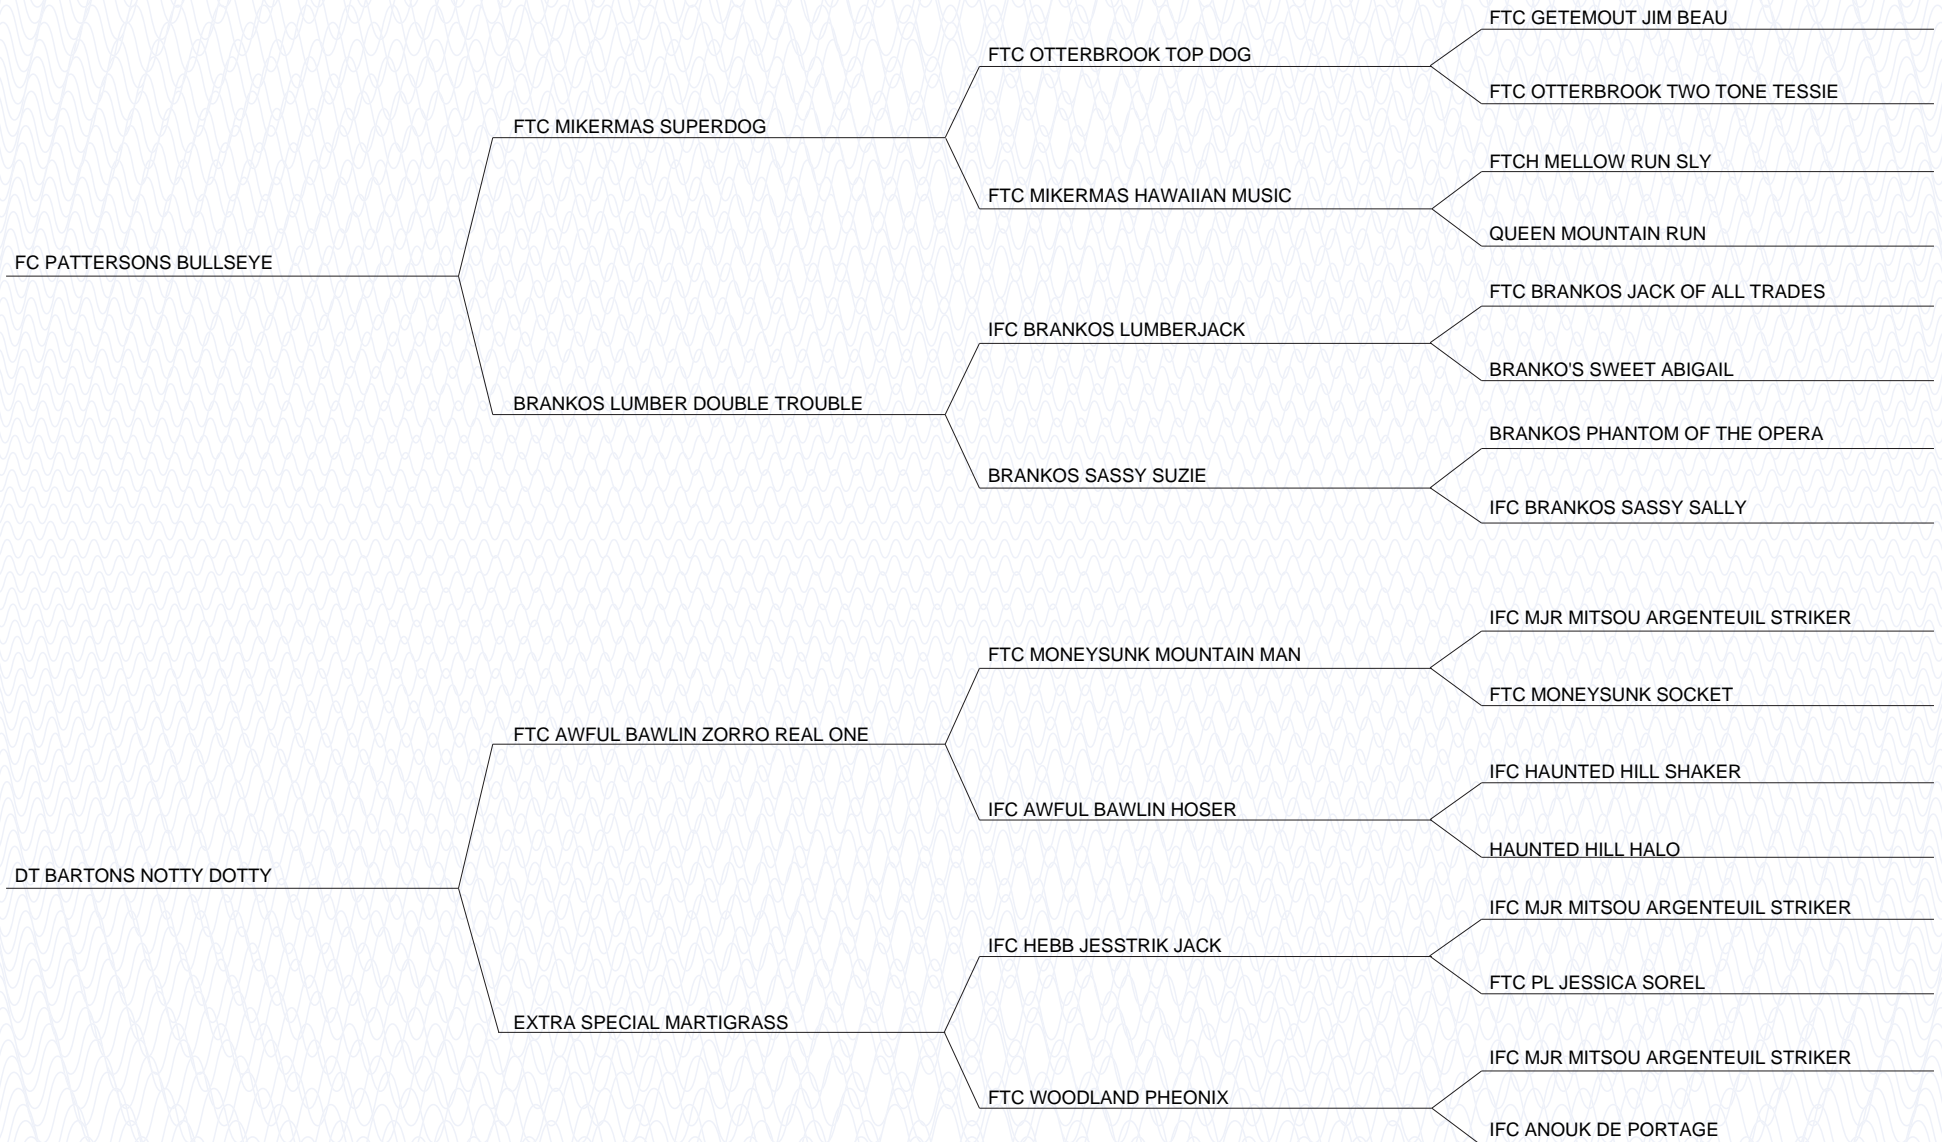 FTC GETEMOUT JIM BEAU
FTC OTTERBROOK TOP DOG
FTC OTTERBROOK TWO TONE TESSIE
FTC MIKERMAS SUPERDOG
FTCH MELLOW RUN SLY
FTC MIKERMAS HAWAIIAN MUSIC
QUEEN MOUNTAIN RUN
FC PATTERSONS BULLSEYE
FTC BRANKOS JACK OF ALL TRADES
IFC BRANKOS LUMBERJACK
BRANKO'S SWEET ABIGAIL
BRANKOS LUMBER DOUBLE TROUBLE
BRANKOS PHANTOM OF THE OPERA
BRANKOS SASSY SUZIE
IFC BRANKOS SASSY SALLY
IFC MJR MITSOU ARGENTEUIL STRIKER
FTC MONEYSUNK MOUNTAIN MAN
FTC MONEYSUNK SOCKET
FTC AWFUL BAWLIN ZORRO REAL ONE
IFC HAUNTED HILL SHAKER
IFC AWFUL BAWLIN HOSER
HAUNTED HILL HALO
DT BARTONS NOTTY DOTTY
IFC MJR MITSOU ARGENTEUIL STRIKER
IFC HEBB JESSTRIK JACK
FTC PL JESSICA SOREL
EXTRA SPECIAL MARTIGRASS
IFC MJR MITSOU ARGENTEUIL STRIKER
FTC WOODLAND PHEONIX
IFC ANOUK DE PORTAGE